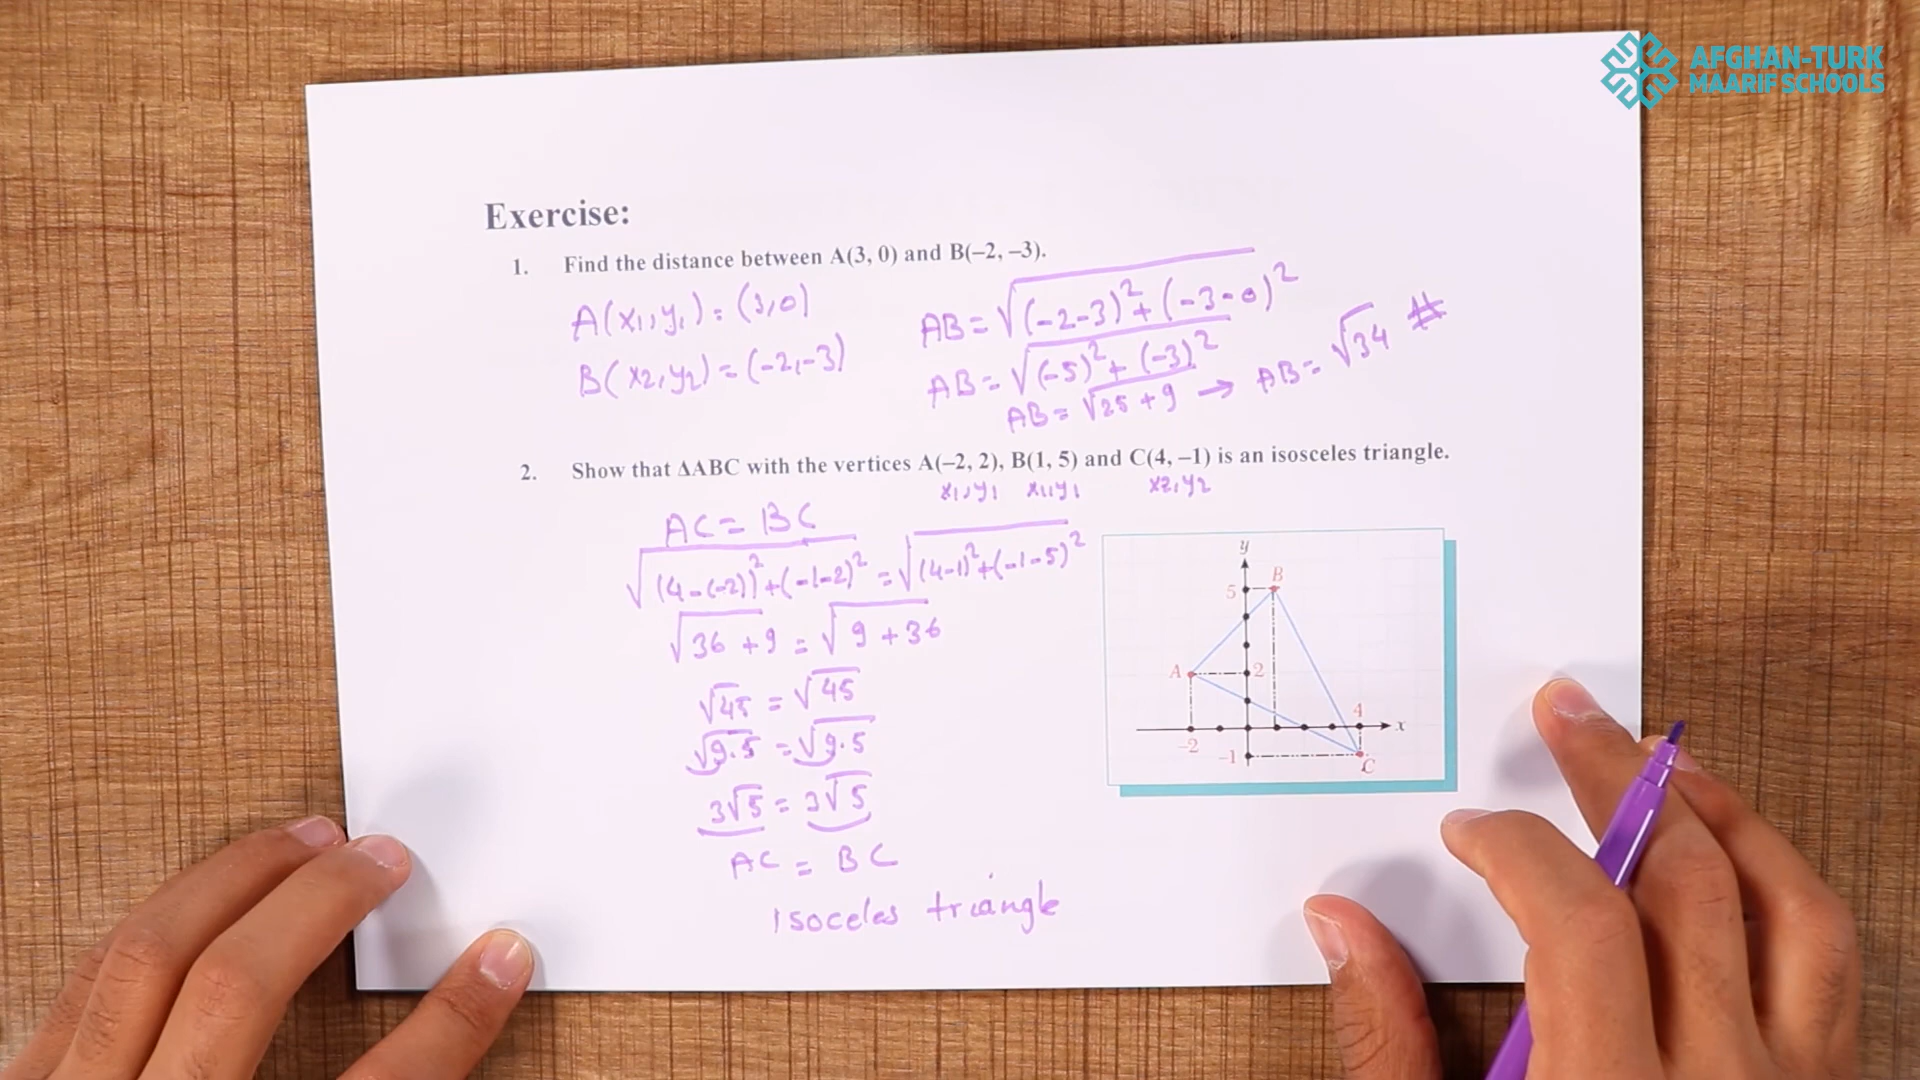 AFGHAN-TURK
MAARIF SCHOOLS
Exercise:
1. Find the distance between A(3, 0) and B(–2, –3).
A(x1,y1) = (3,0)
B(x2,y2) = (-2,-3)
AB = √(-2-3)² + (-3-0)²
AB = √(-5)² + (-3)²
AB = √25 + 9 → AB = √34 #
2. Show that ΔABC with the vertices A(–2, 2), B(1, 5) and C(4, –1) is an isosceles triangle.
x1,y1 x1,y1 x2,y2
AC = BC
√(4-(-2))²+(-1-2)² = √(4-1)²+(-1-5)²
√36 + 9 = √9 + 36
√45 = √45
√9.5 = √9.5
3√5 = 3√5
AC = BC
isoceles triangle
y
5 B
A 2
4 x
-2
-1
C